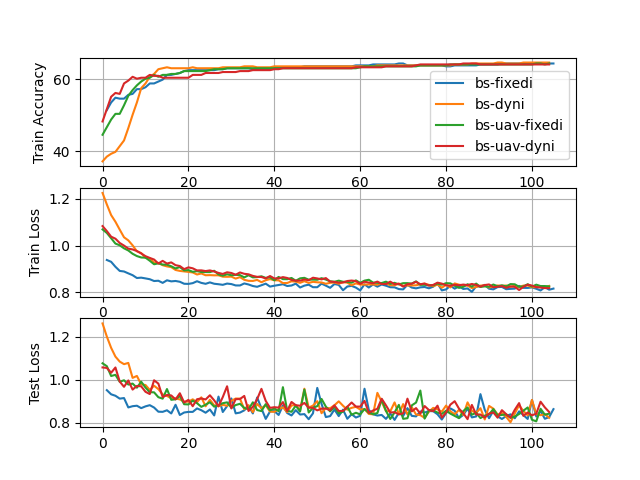 Train Accuracy
60
40
0 20 40 60 80 100
bs-fixedi
bs-dyni
bs-uav-fixedi
bs-uav-dyni
Train Loss
1.2
1.0
0.8
0 20 40 60 80 100
Test Loss
1.2
1.0
0.8
0 20 40 60 80 100